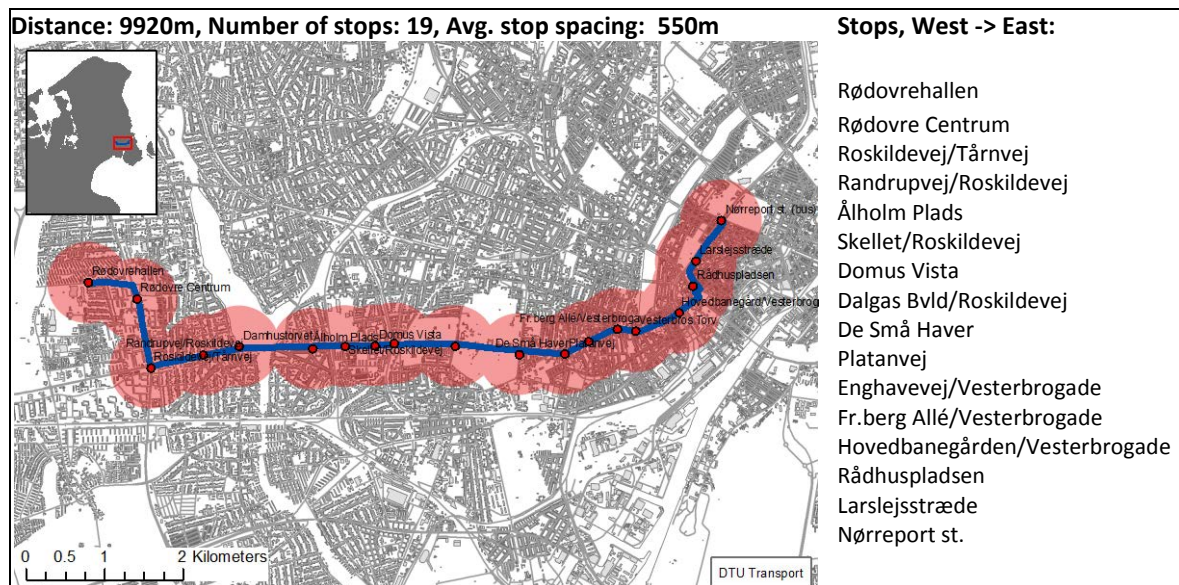 Distance: 9920m, Number of stops: 19, Avg. stop spacing: 550m
Stops, West -> East:
Rødovrehallen
Rødovre Centrum
Roskildevej/Tårnvej
Randrupvej/Roskildevej
Ålholm Plads
Skellet/Roskildevej
Domus Vista
Dalgas Bvld/Roskildevej
De Små Haver
Platanvej
Enghavevej/Vesterbrogade
Fr.berg Allé/Vesterbrogade
Hovedbanegården/Vesterbrogade
Rådhuspladsen
Larslejsstræde
Nørreport st.
Nørreport st. (bus)
Larslejsstræde
Rådhuspladsen
Hovedbanegård/Vesterbrog
Fr.berg Allé/Vesterbrogade
Vesterbros Torv
Rødovrehallen
Rødovre Centrum
Damhustorvet
Ålholm Plads
Domus Vista
Randrupvej/Roskildevej
Skellet/Roskildevej
De Små Haver
Platanvej
Roskildevej/Tårnvej
0 0.5 1 2 Kilometers
DTU Transport